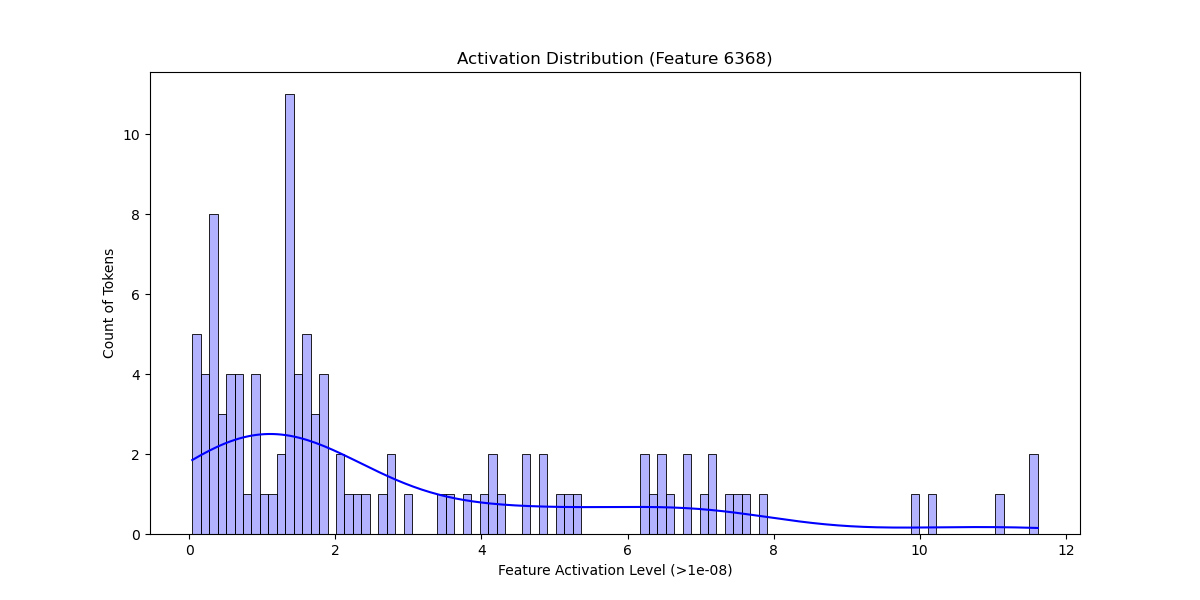 Activation Distribution (Feature 6368)
Count of Tokens
10
8
6
4
2
0
0 2 4 6 8 10 12
Feature Activation Level (>1e-08)